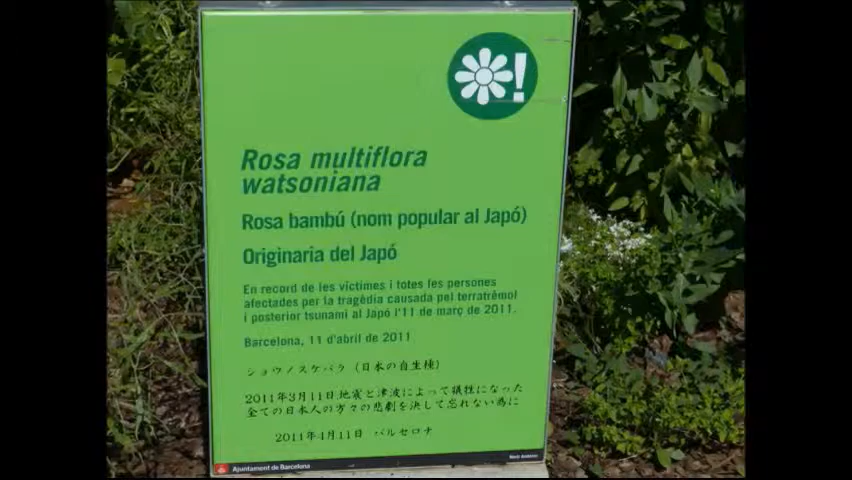 Rosa multiflora
watsoniana
Rosa bambú (nom popular al Japó)
Originaria del Japó
En record de les víctimes i totes les persones
afectades per la tragèdia causada pel terratrèmol
i posterior tsunami al Japó l'11 de març de 2011.
Barcelona, 11 d'abril de 2011
ショウノスケバラ (日本の自生種)
2011年3月11日地震と津波によって犠牲になった
全ての日本人の方々の悲劇を決して忘れない為に
2011年4月11日 バルセロナ
Ajuntament de Barcelona